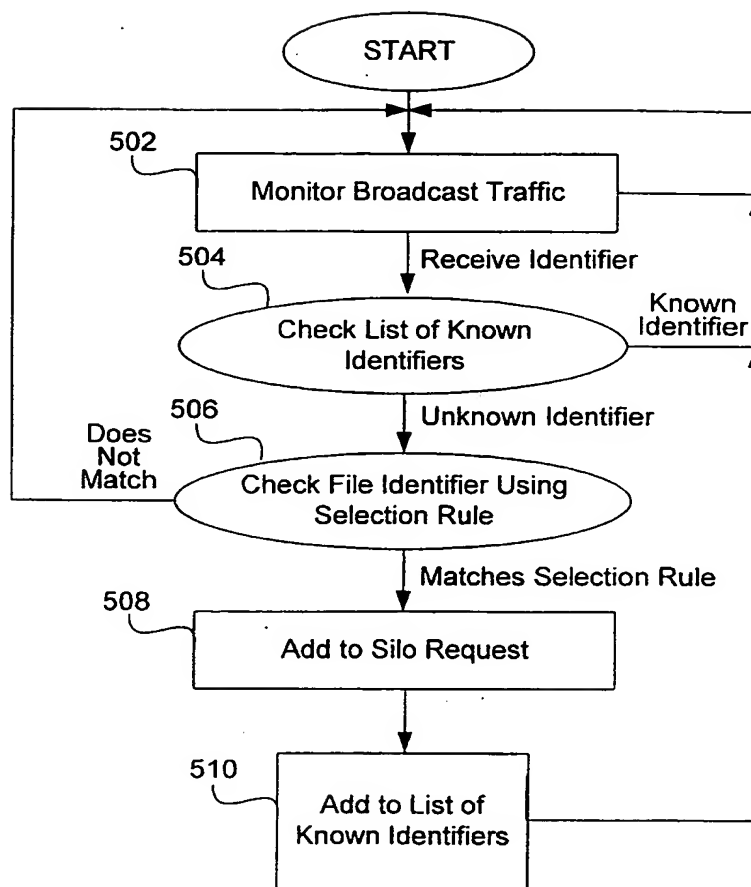 START
502
Monitor Broadcast Traffic
504
Receive Identifier
Check List of Known
Identifiers
Known
Identifier
506
Unknown Identifier
Does
Not
Match
Check File Identifier Using
Selection Rule
Matches Selection Rule
508
Add to Silo Request
510
Add to List of
Known Identifiers